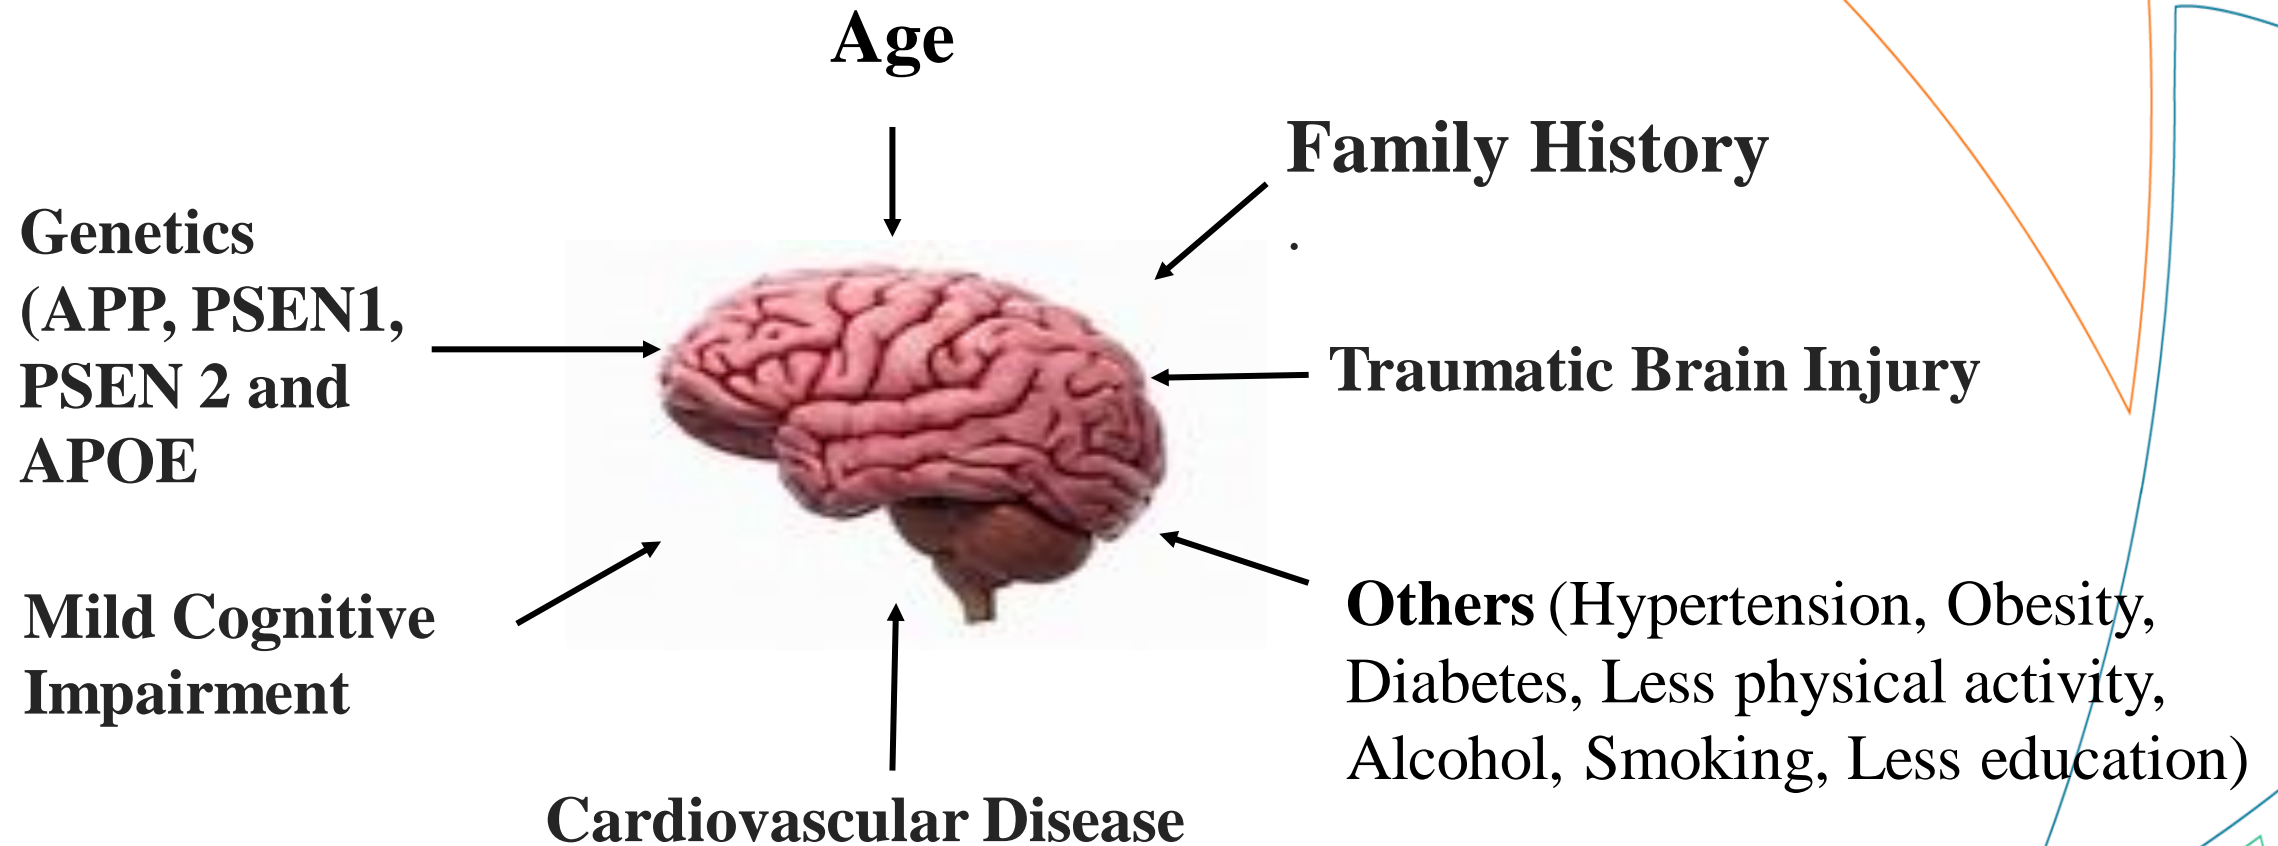 Age
Family History
.
Genetics
(APP, PSEN1,
PSEN 2 and
APOE
Traumatic Brain Injury
Mild Cognitive
Impairment
Others (Hypertension, Obesity,
Diabetes, Less physical activity,
Alcohol, Smoking, Less education)
Cardiovascular Disease